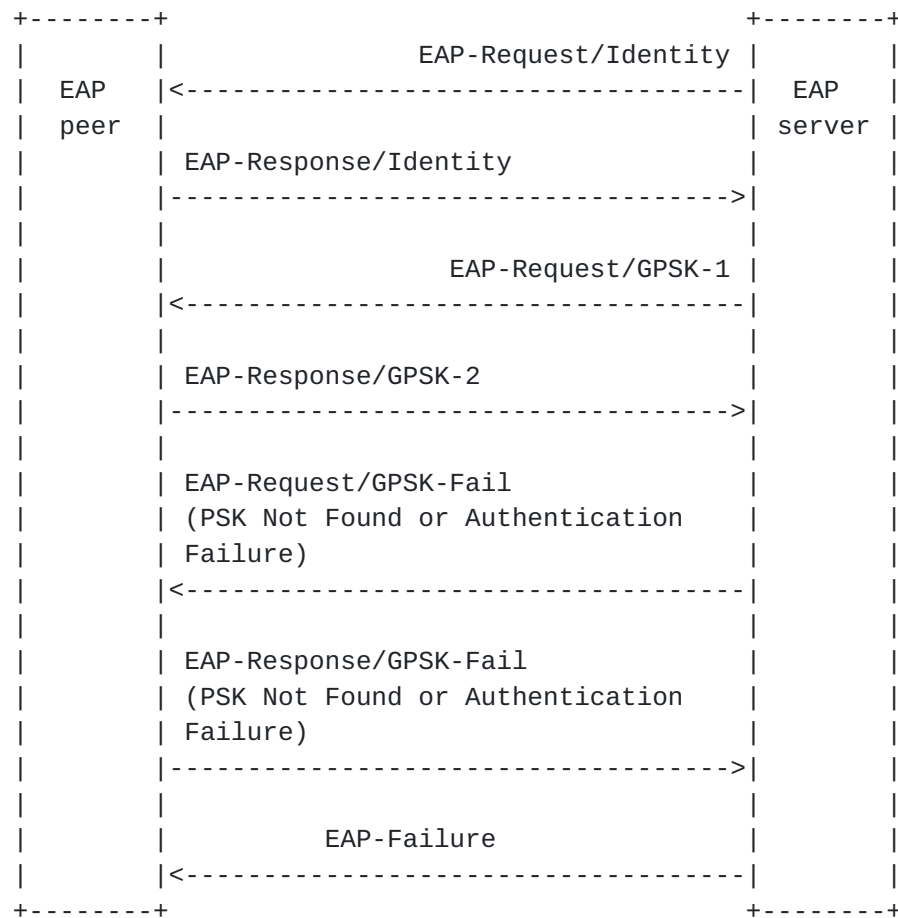 +--------+                                     +--------+
|        |                EAP-Request/Identity |        |
|  EAP   |<------------------------------------|  EAP   |
|  peer  |                                     | server |
|        | EAP-Response/Identity               |        |
|        |------------------------------------>|        |
|        |                                     |        |
|        |                  EAP-Request/GPSK-1 |        |
|        |<------------------------------------|        |
|        |                                     |        |
|        | EAP-Response/GPSK-2                 |        |
|        |------------------------------------>|        |
|        |                                     |        |
|        | EAP-Request/GPSK-Fail               |        |
|        | (PSK Not Found or Authentication    |        |
|        | Failure)                            |        |
|        |<------------------------------------|        |
|        |                                     |        |
|        | EAP-Response/GPSK-Fail              |        |
|        | (PSK Not Found or Authentication    |        |
|        | Failure)                            |        |
|        |------------------------------------>|        |
|        |                                     |        |
|        |          EAP-Failure                |        |
|        |<------------------------------------|        |
+--------+                                     +--------+